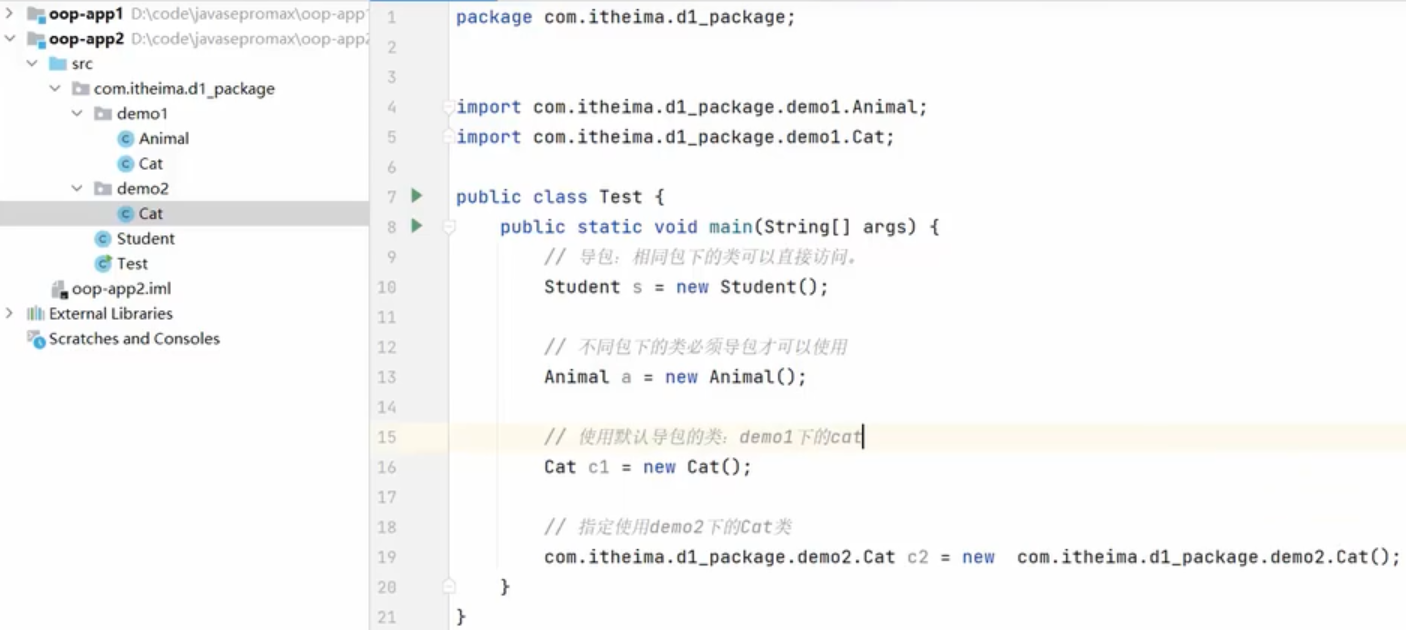 oop-app1 D:\code\javasepromax\oop-app1
oop-app2 D:\code\javasepromax\oop-app2
src
com.itheima.d1_package
demo1
Animal
Cat
demo2
Cat
Student
Test
oop-app2.iml
External Libraries
Scratches and Consoles
1 package com.itheima.d1_package;
2
3
4 import com.itheima.d1_package.demo1.Animal;
5 import com.itheima.d1_package.demo1.Cat;
6
7 public class Test {
8 public static void main(String[] args) {
9 // 导包：相同包下的类可以直接访问。
10 Student s = new Student();
11
12 // 不同包下的类必须导包才可以使用
13 Animal a = new Animal();
14
15 // 使用默认导包的类：demo1下的cat
16 Cat c1 = new Cat();
17
18 // 指定使用demo2下的Cat类
19 com.itheima.d1_package.demo2.Cat c2 = new  com.itheima.d1_package.demo2.Cat();
20 }
21 }